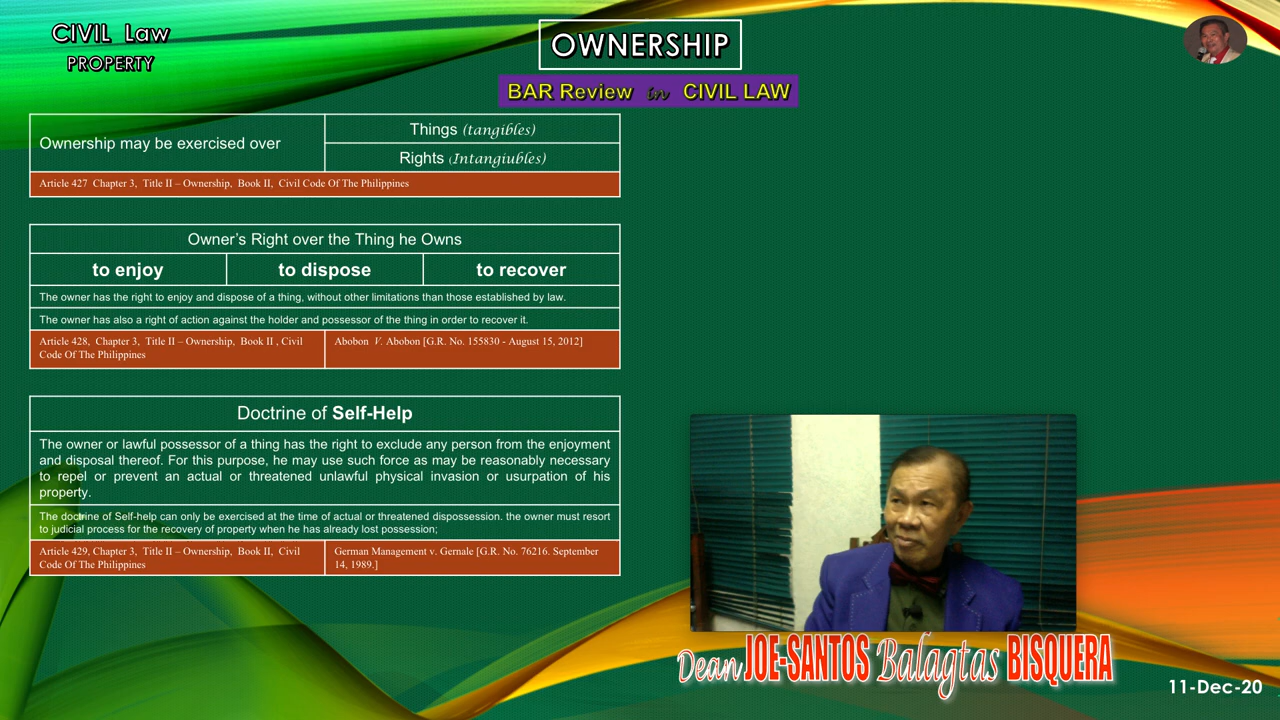 CIVIL Law
PROPERTY
OWNERSHIP
BAR Review in CIVIL LAW
Ownership may be exercised over
Things (tangibles)
Rights (Intangiubles)
Article 427 Chapter 3, Title II – Ownership, Book II, Civil Code Of The Philippines
Owner's Right over the Thing he Owns
to enjoy
to dispose
to recover
The owner has the right to enjoy and dispose of a thing, without other limitations than those established by law.
The owner has also a right of action against the holder and possessor of the thing in order to recover it.
Article 428, Chapter 3, Title II – Ownership, Book II , Civil
Code Of The Philippines
Abobon V. Abobon [G.R. No. 155830 - August 15, 2012]
Doctrine of Self-Help
The owner or lawful possessor of a thing has the right to exclude any person from the enjoyment
and disposal thereof. For this purpose, he may use such force as may be reasonably necessary
to repel or prevent an actual or threatened unlawful physical invasion or usurpation of his
property.
The doctrine of Self-help can only be exercised at the time of actual or threatened dispossession. the owner must resort
to judicial process for the recovery of property when he has already lost possession;
Article 429, Chapter 3, Title II – Ownership, Book II, Civil
Code Of The Philippines
German Management v. Gernale [G.R. No. 76216. September
14, 1989.]
Dean JOE-SANTOS Balagtas BISQUERA
11-Dec-20